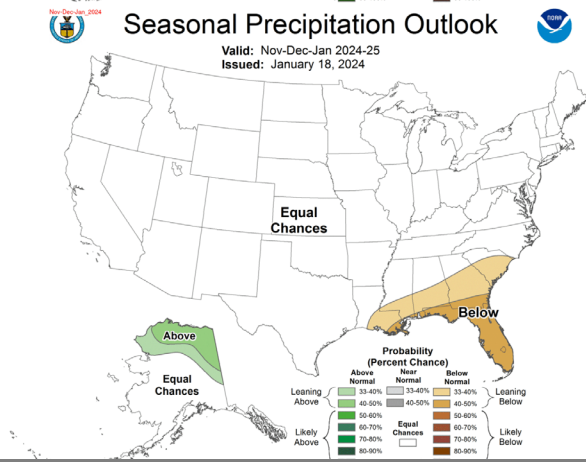 Nov-Dec-Jan_2024
Seasonal Precipitation Outlook
NOAA
Valid: Nov-Dec-Jan 2024-25
Issued: January 18, 2024
Equal
Chances
Below
Above
Equal
Chances
Probability
(Percent Chance)
Above
Normal
Near
Normal
Below
Normal
Leaning
Above
33-40%
33-40%
33-40%
Leaning
Below
40-50%
40-50%
40-50%
Likely
Above
50-60%
60-70%
70-80%
80-90%
Equal
Chances
50-60%
60-70%
70-80%
80-90%
Likely
Below